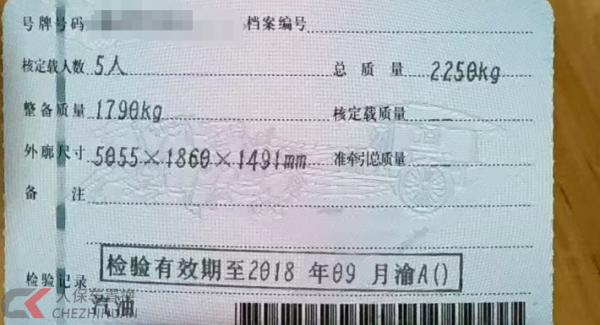 号牌号码 档案编号
核定载人数 5人 总质量 2250kg
整备质量 1790kg 核定载质量 --
外廓尺寸 5055×1860×1491mm 准牵引总质量 --
备注
检验记录 检验有效期至2018 年09 月渝A()
汽油
CHEZHIDUN